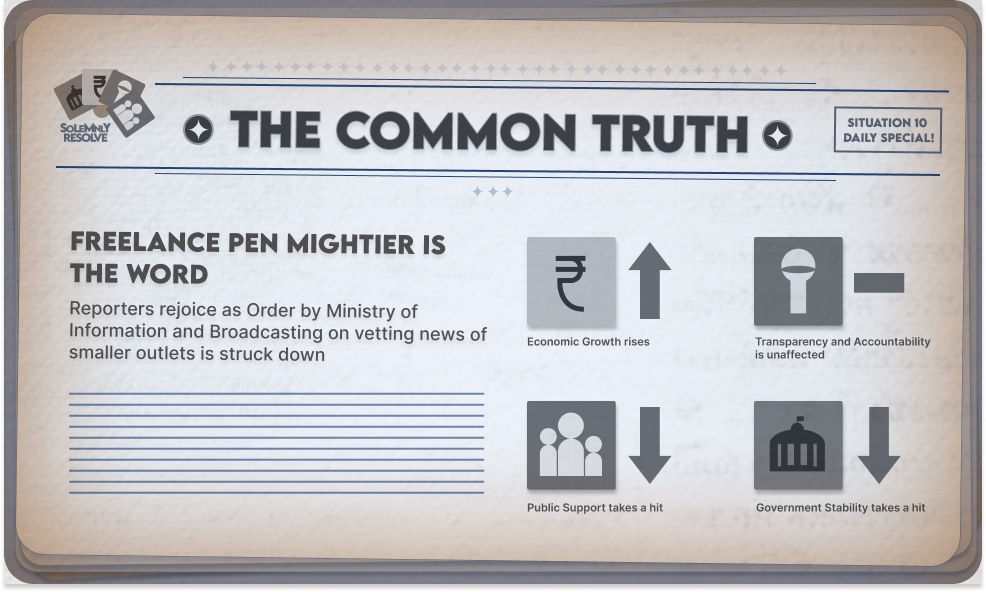 SOLEMNLY
RESOLVE
THE COMMON TRUTH
SITUATION 10
DAILY SPECIAL!
FREELANCE PEN MIGHTIER IS
THE WORD
Reporters rejoice as Order by Ministry of
Information and Broadcasting on vetting news of
smaller outlets is struck down
₹
Economic Growth rises
Transparency and Accountability
is unaffected
Public Support takes a hit
Government Stability takes a hit